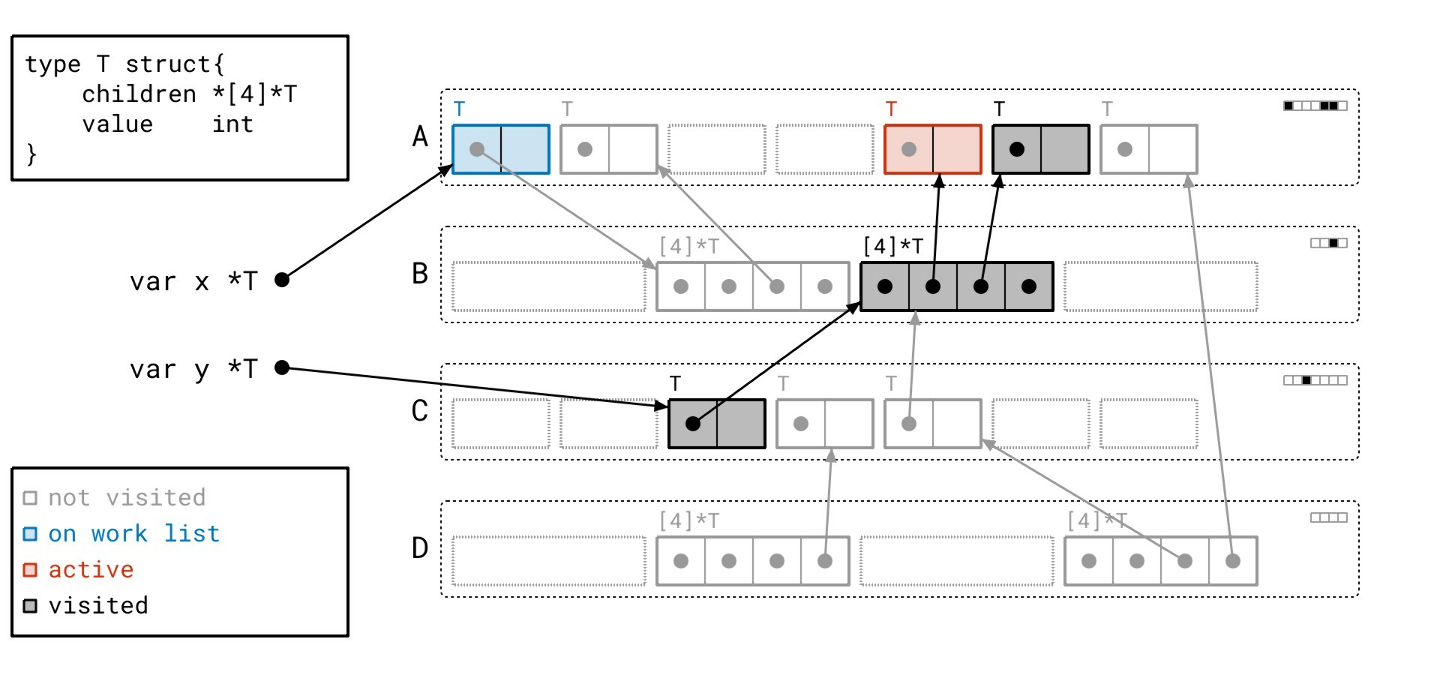 type T struct{
    children *[4]*T
    value    int
}
T T T T T
A
var x *T
[4]*T [4]*T
B
var y *T
T T T
C
not visited
on work list
active
visited
[4]*T [4]*T
D